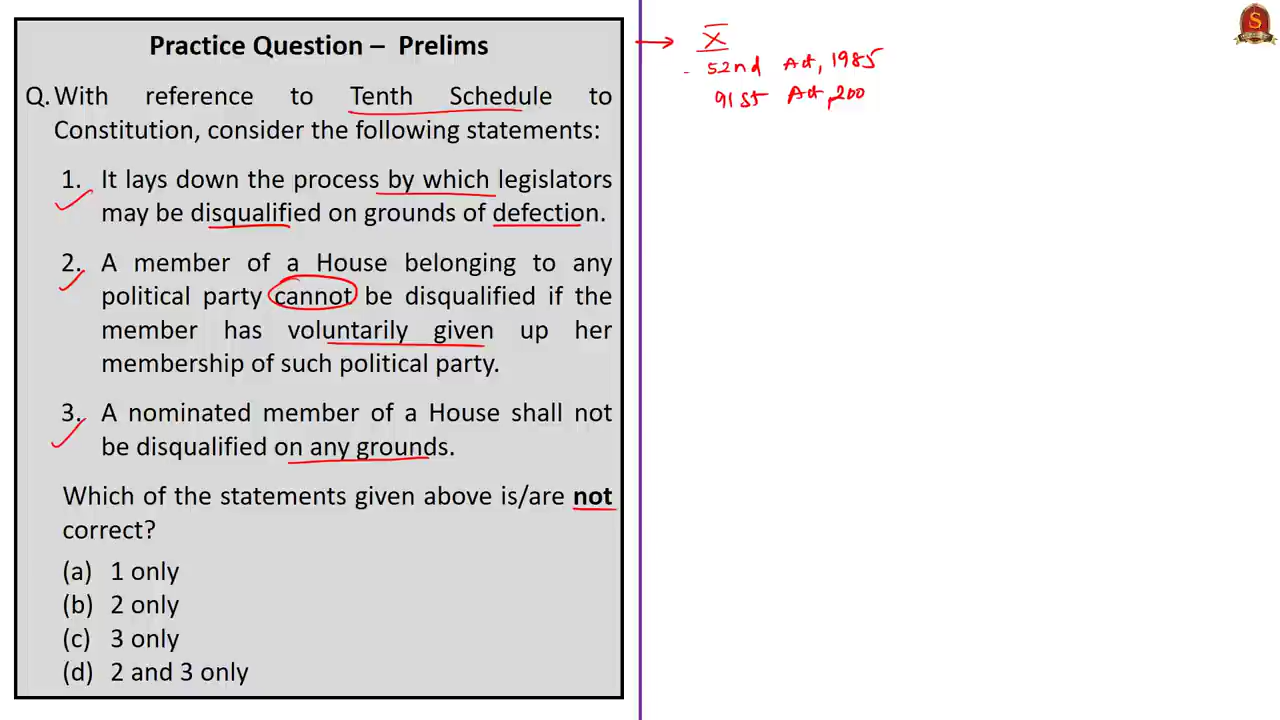 Practice Question – Prelims
Q. With reference to Tenth Schedule to
Constitution, consider the following statements:
1. It lays down the process by which legislators
may be disqualified on grounds of defection.
2. A member of a House belonging to any
political party cannot be disqualified if the
member has voluntarily given up her
membership of such political party.
3. A nominated member of a House shall not
be disqualified on any grounds.
Which of the statements given above is/are not
correct?
(a) 1 only
(b) 2 only
(c) 3 only
(d) 2 and 3 only
X
52nd Act, 1985
91st Act, 200
S